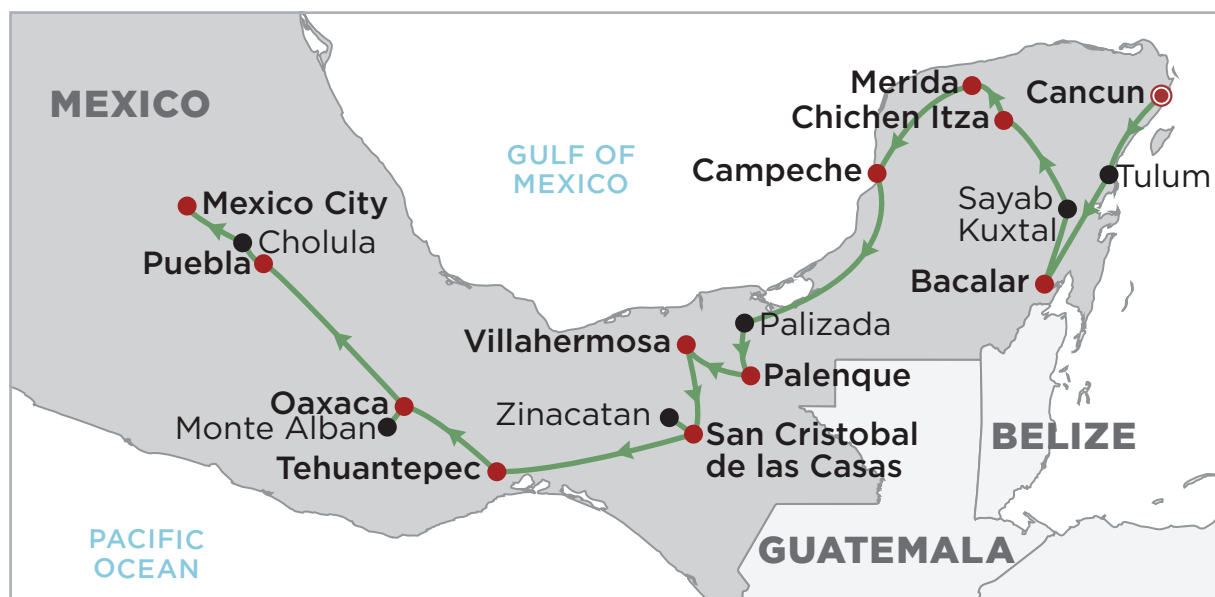 MEXICO
Merida
Cancun
Chichen Itza
GULF OF
MEXICO
Campeche
Tulum
Sayab
Kuxtal
Mexico City
Cholula
Puebla
Bacalar
Villahermosa
Palizada
Palenque
Oaxaca
Zinacatan
Monte Alban
San Cristobal
de las Casas
BELIZE
Tehuantepec
PACIFIC
OCEAN
GUATEMALA